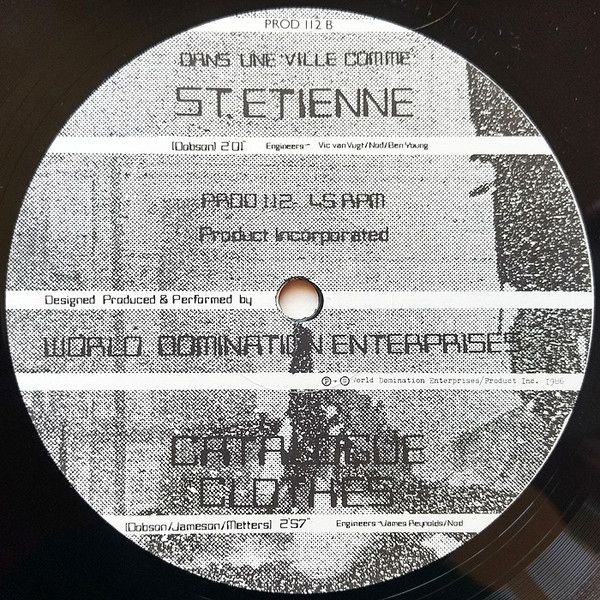 PROD 112 B
DANS UNE VILLE COMME
ST. ETIENNE
(Dobson) 2'01" Engineers - Vic van Vugt/Nod/Ben Young
PROD 112 45 RPM
Product Incorporated
Designed Produced & Performed by
WORLD DOMINATION ENTERPRISES
℗ + © World Domination Enterprises/Product Inc. 1986
CATALOGUE
CLOTHES
(Dobson/Jameson/Metters) 2'57" Engineers - James Reynolds/Nod